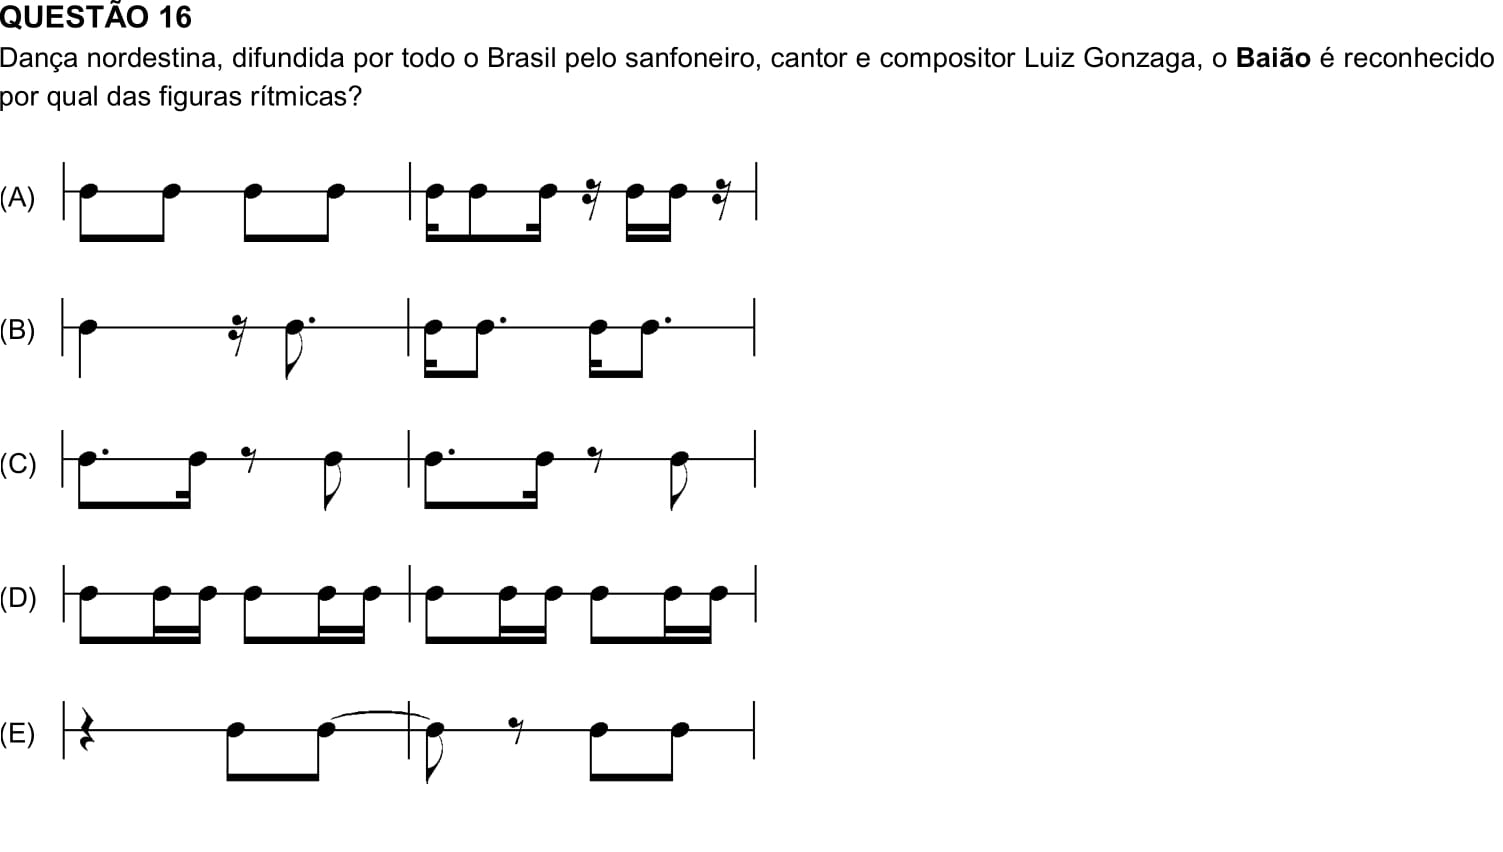 QUESTÃO 16
Dança nordestina, difundida por todo o Brasil pelo sanfoneiro, cantor e compositor Luiz Gonzaga, o Baião é reconhecido
por qual das figuras rítmicas?
(A)
(B)
(C)
(D)
(E)